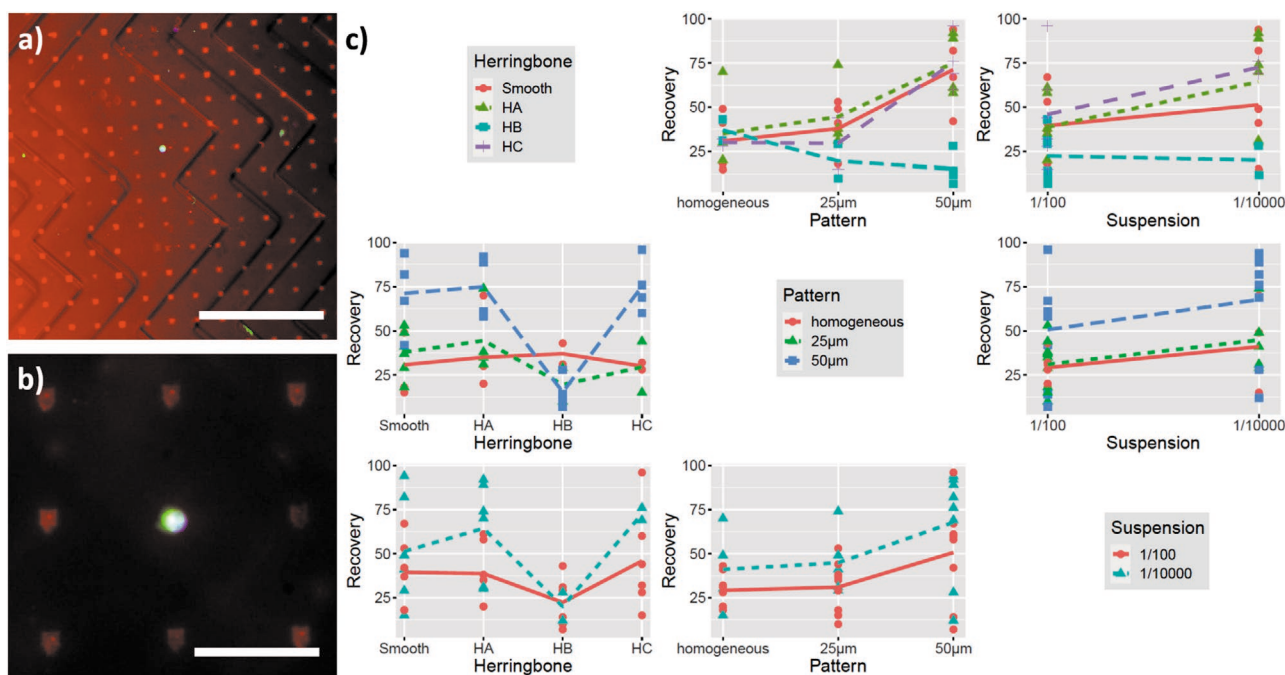 a)
b)
c)
Herringbone
Smooth
HA
HB
HC
Recovery
100
75
50
25
homogeneous
25µm
50µm
Pattern
Recovery
100
75
50
25
1/100
1/10000
Suspension
Recovery
100
75
50
25
Smooth
HA
HB
HC
Herringbone
Pattern
homogeneous
25µm
50µm
Recovery
100
75
50
25
1/100
1/10000
Suspension
Recovery
100
75
50
25
Smooth
HA
HB
HC
Herringbone
Recovery
100
75
50
25
homogeneous
25µm
50µm
Pattern
Suspension
1/100
1/10000